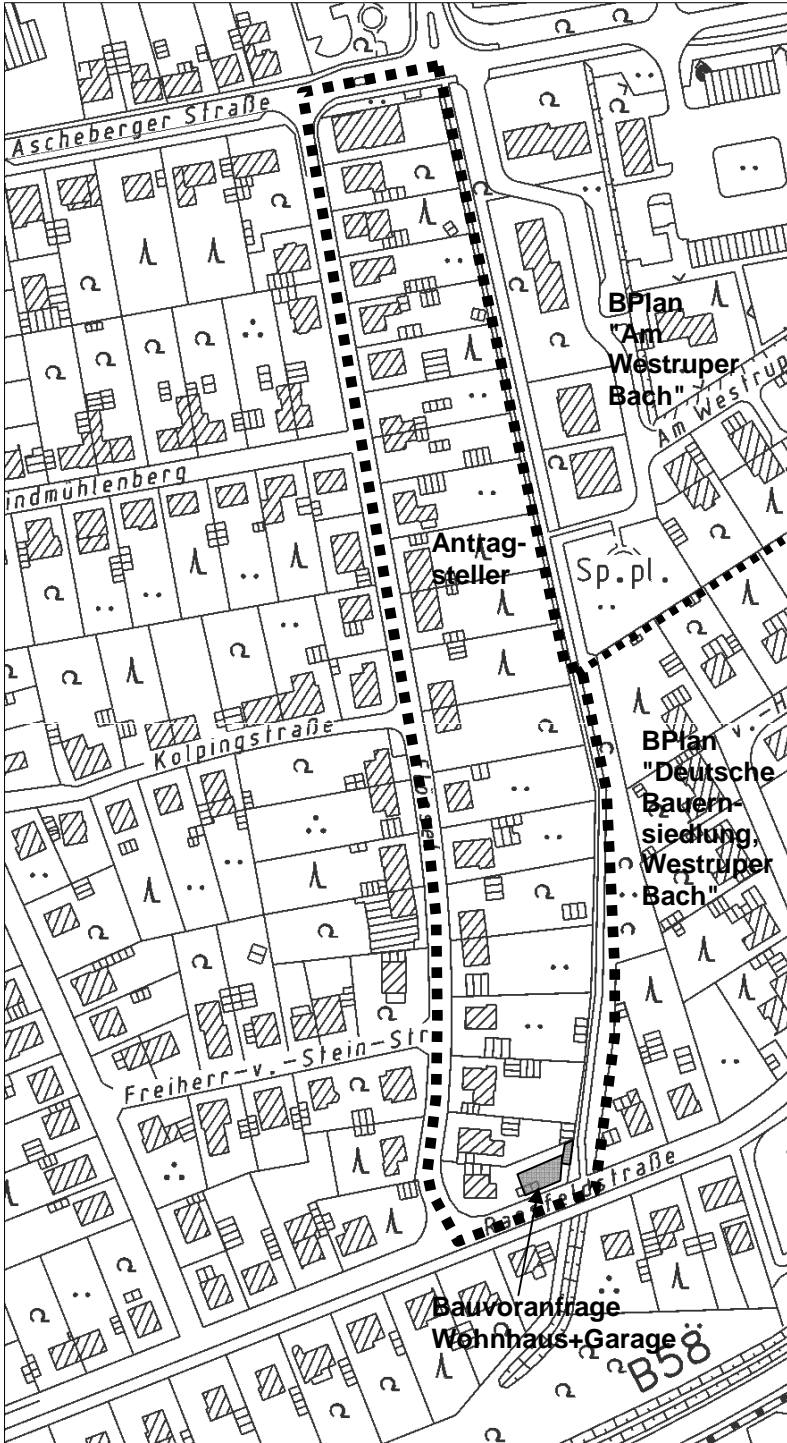 Ascheberger Straße
BPlan
"Am
Westruper
Bach"
Am Westrup
indmühlenberg
Antrag-
steller
Sp.pl.
Kolpingstraße
BPlan
"Deutsche
Bauern-
siedlung,
Westruper
Bach"
v.-H
Freiherr-v.-Stein-Str
Raesfeldstraße
Bauvoranfrage
Wohnhaus+Garage
B58